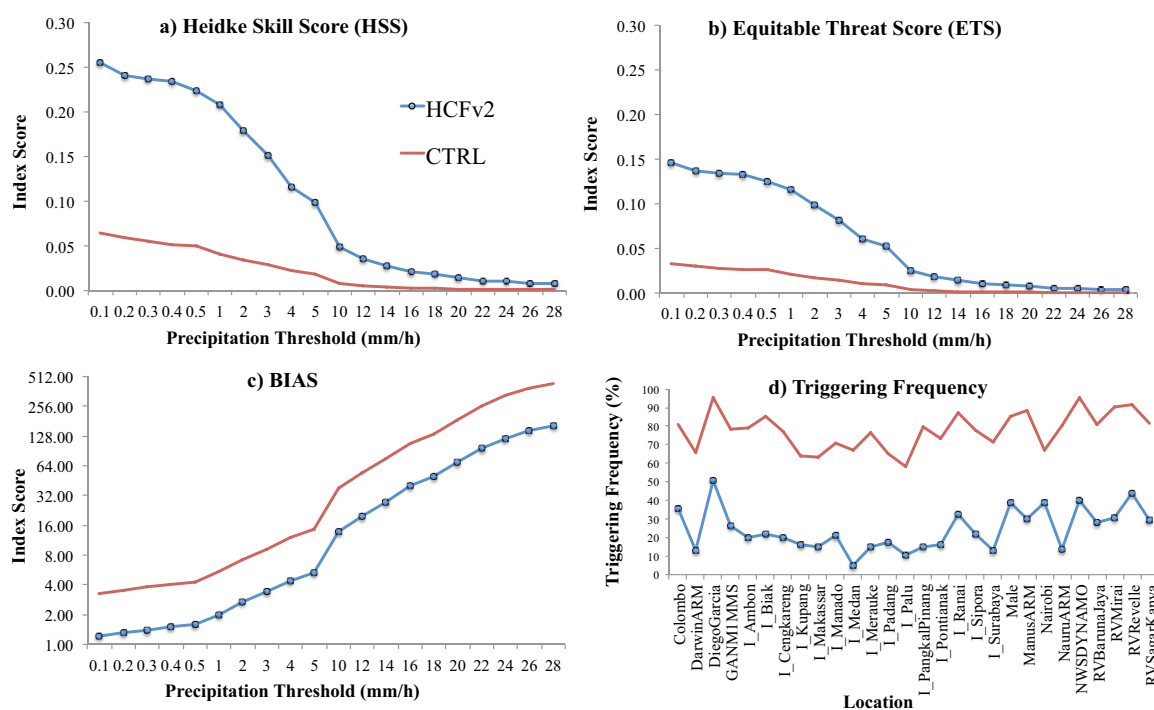 a) Heidke Skill Score (HSS)
0.30
0.25
0.20
0.15
0.10
0.05
0.00
Index Score
HCFv2
CTRL
0.1 0.2 0.3 0.4 0.5 1 2 3 4 5 10 12 14 16 18 20 22 24 26 28
Precipitation Threshold (mm/h)
b) Equitable Threat Score (ETS)
0.30
0.25
0.20
0.15
0.10
0.05
0.00
Index Score
0.1 0.2 0.3 0.4 0.5 1 2 3 4 5 10 12 14 16 18 20 22 24 26 28
Precipitation Threshold (mm/h)
c) BIAS
512.00
256.00
128.00
64.00
32.00
16.00
8.00
4.00
2.00
1.00
Index Score
0.1 0.2 0.3 0.4 0.5 1 2 3 4 5 10 12 14 16 18 20 22 24 26 28
Precipitation Threshold (mm/h)
d) Triggering Frequency
100
90
80
70
60
50
40
30
20
10
0
Triggering Frequency (%)
Colombo
DarwinARM
DiegoGarcia
GANM1MMS
I_Ambon
I_Biak
I_Cengkareng
I_Kupang
I_Makassar
I_Manado
I_Medan
I_Merauke
I_Padang
I_Palu
I_PangkalPinang
I_Pontianak
I_Ranai
I_Sipora
I_Surabaya
Male
ManusARM
Nairobi
NauruARM
NWSDYNAMO
RVBarunaJaya
RVMirai
RVRevelle
RVSagarKanya
Location